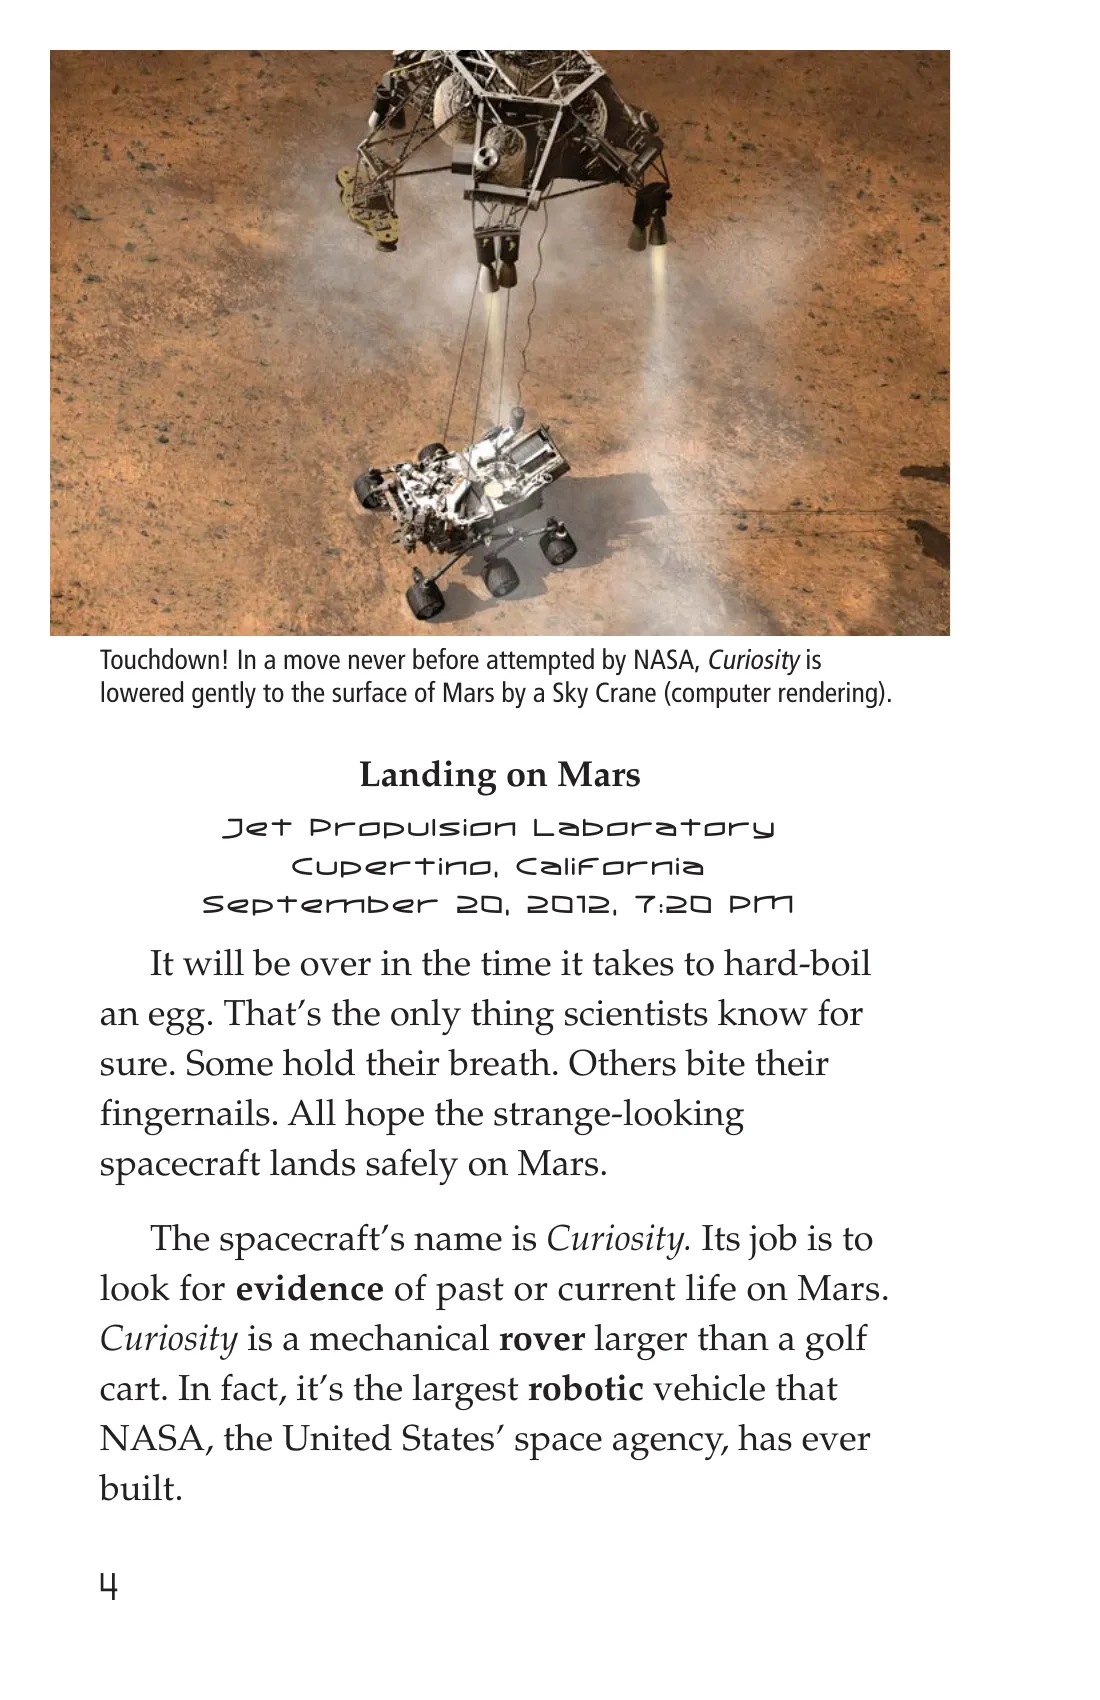 Touchdown! In a move never before attempted by NASA, Curiosity is
lowered gently to the surface of Mars by a Sky Crane (computer rendering).
Landing on Mars
Jet Propulsion Laboratory
Cupertino, California
September 20, 2012, 7:20 PM
It will be over in the time it takes to hard-boil
an egg. That’s the only thing scientists know for
sure. Some hold their breath. Others bite their
fingernails. All hope the strange-looking
spacecraft lands safely on Mars.
The spacecraft’s name is Curiosity. Its job is to
look for evidence of past or current life on Mars.
Curiosity is a mechanical rover larger than a golf
cart. In fact, it’s the largest robotic vehicle that
NASA, the United States’ space agency, has ever
built.
4